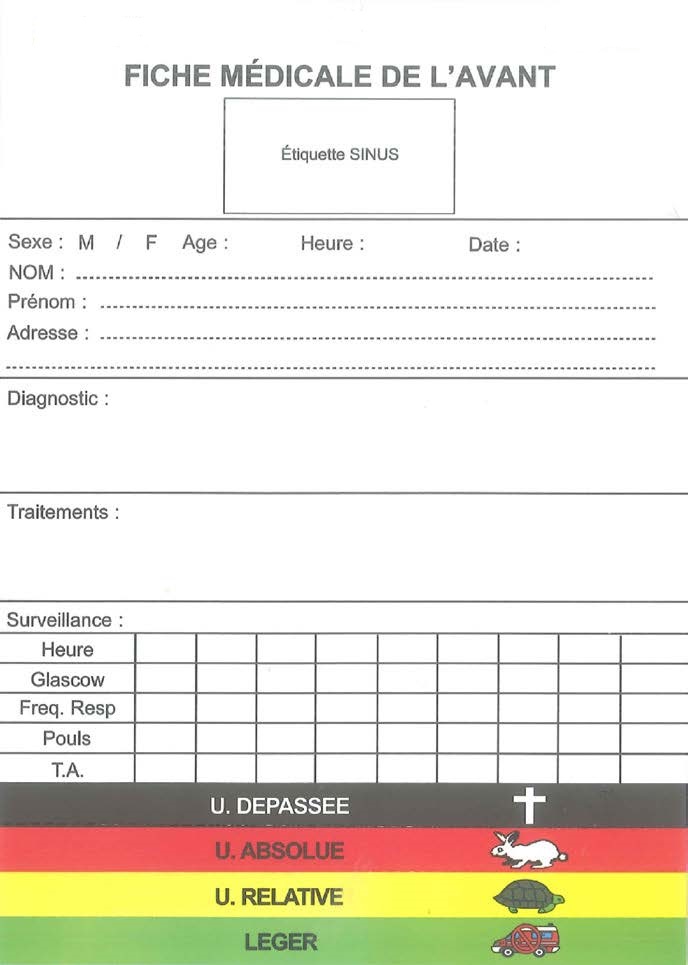 FICHE MÉDICALE DE L'AVANT
Étiquette SINUS
Sexe : M / F Age : Heure : Date :
NOM :
Prénom :
Adresse :
Diagnostic :
Traitements :
Surveillance :
Heure
Glascow
Freq. Resp
Pouls
T.A.
U. DEPASSEE
U. ABSOLUE
U. RELATIVE
LEGER